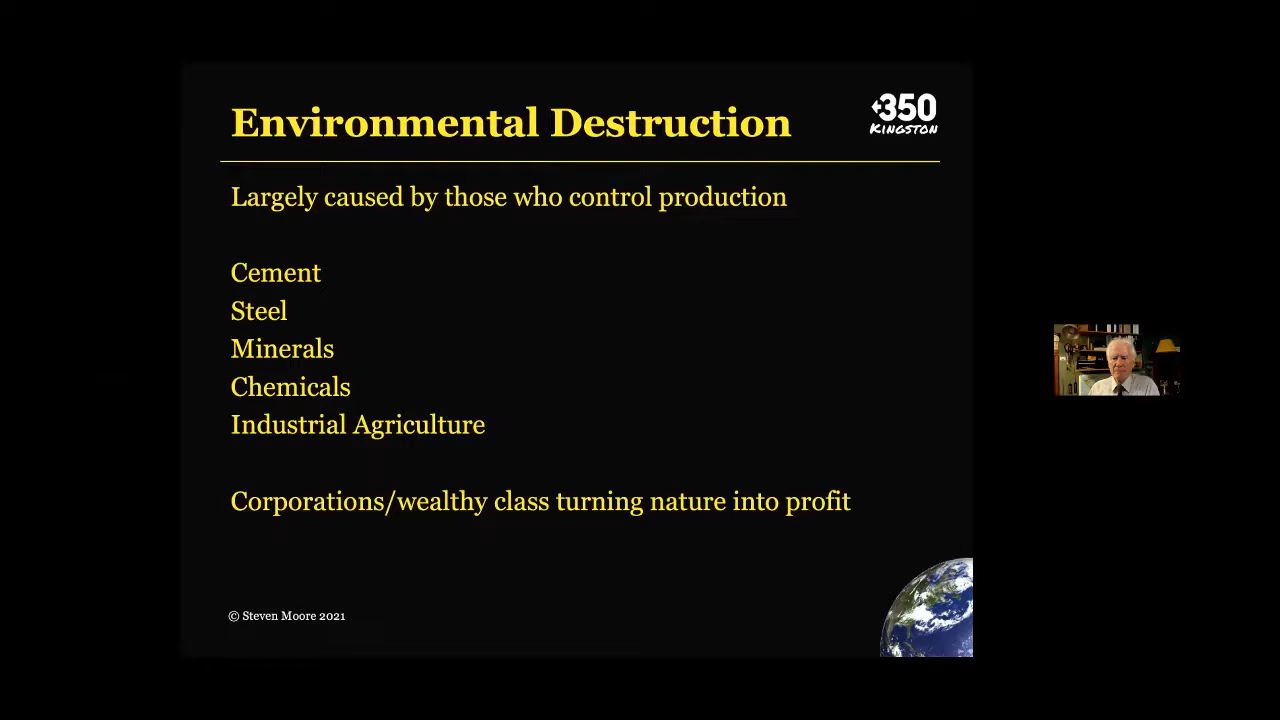 Environmental Destruction
350
KINGSTON
Largely caused by those who control production
Cement
Steel
Minerals
Chemicals
Industrial Agriculture
Corporations/wealthy class turning nature into profit
© Steven Moore 2021